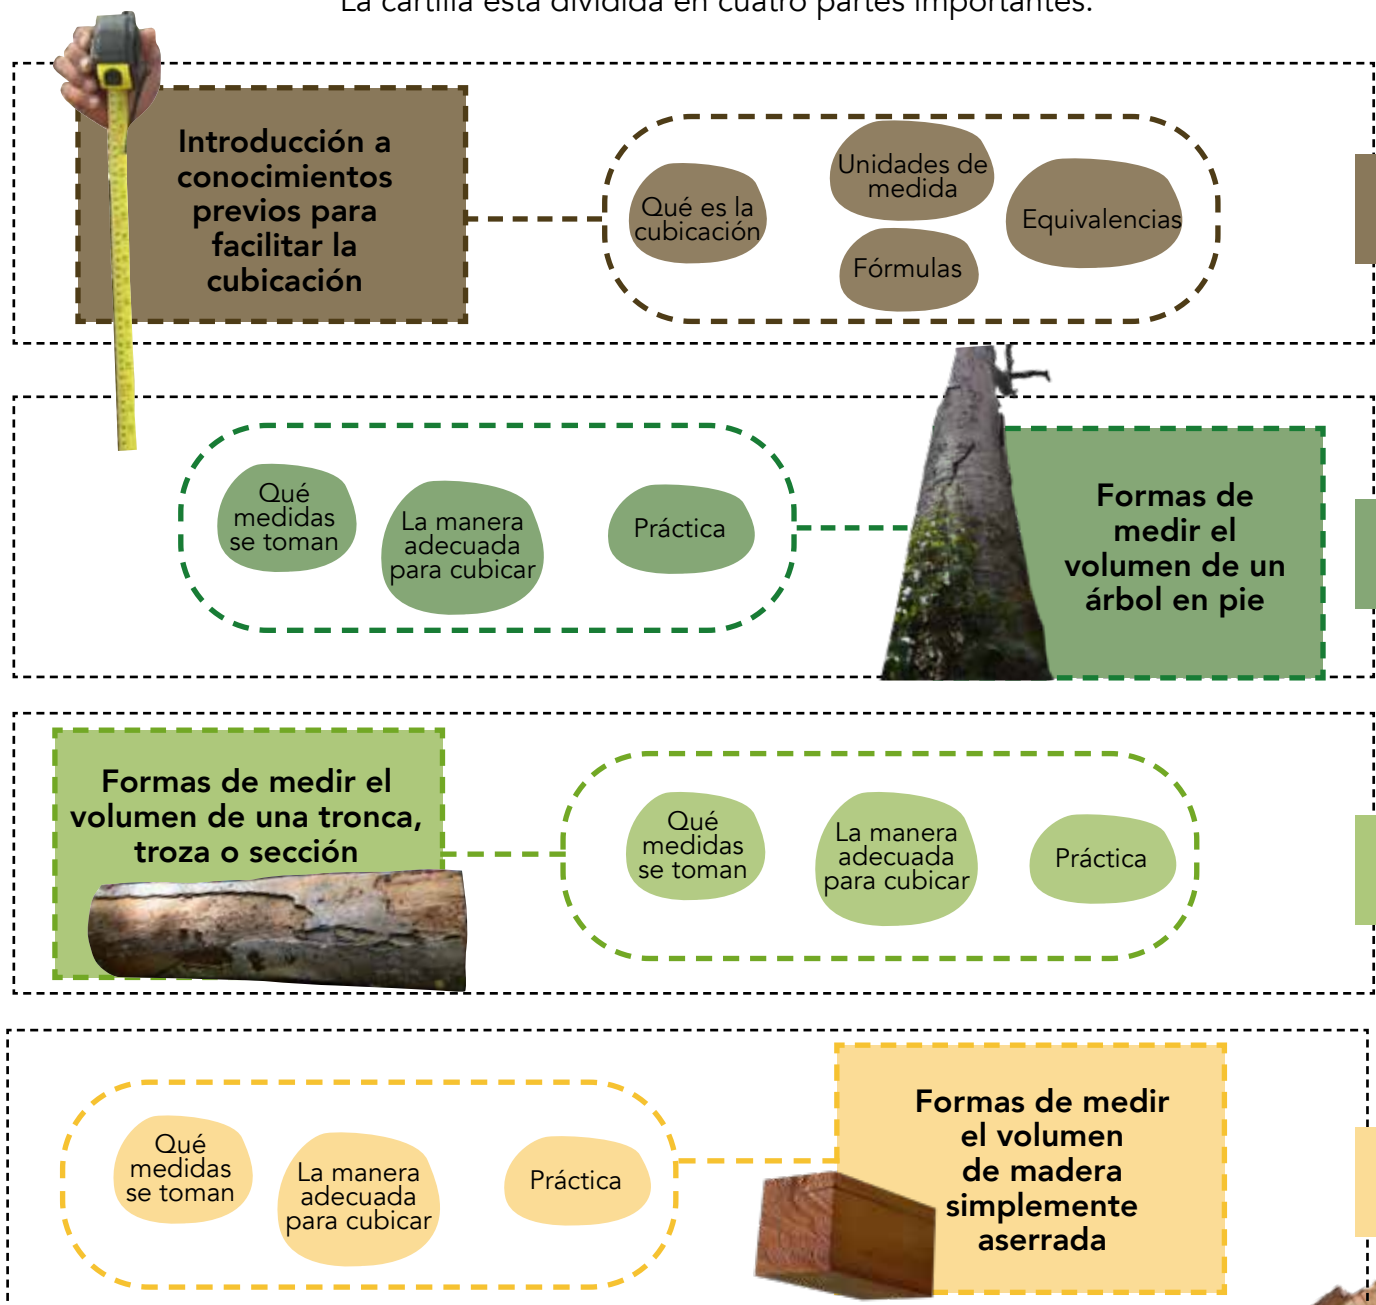 La cartilla está dividida en cuatro partes importantes:
Introducción a
conocimientos
previos para
facilitar la
cubicación
Qué es la
cubicación
Unidades de
medida
Fórmulas
Equivalencias
Qué
medidas
se toman
La manera
adecuada
para cubicar
Práctica
Formas de
medir el
volumen de un
árbol en pie
Formas de medir el
volumen de una tronca,
troza o sección
Qué
medidas
se toman
La manera
adecuada
para cubicar
Práctica
Qué
medidas
se toman
La manera
adecuada
para cubicar
Práctica
Formas de medir
el volumen
de madera
simplemente
aserrada